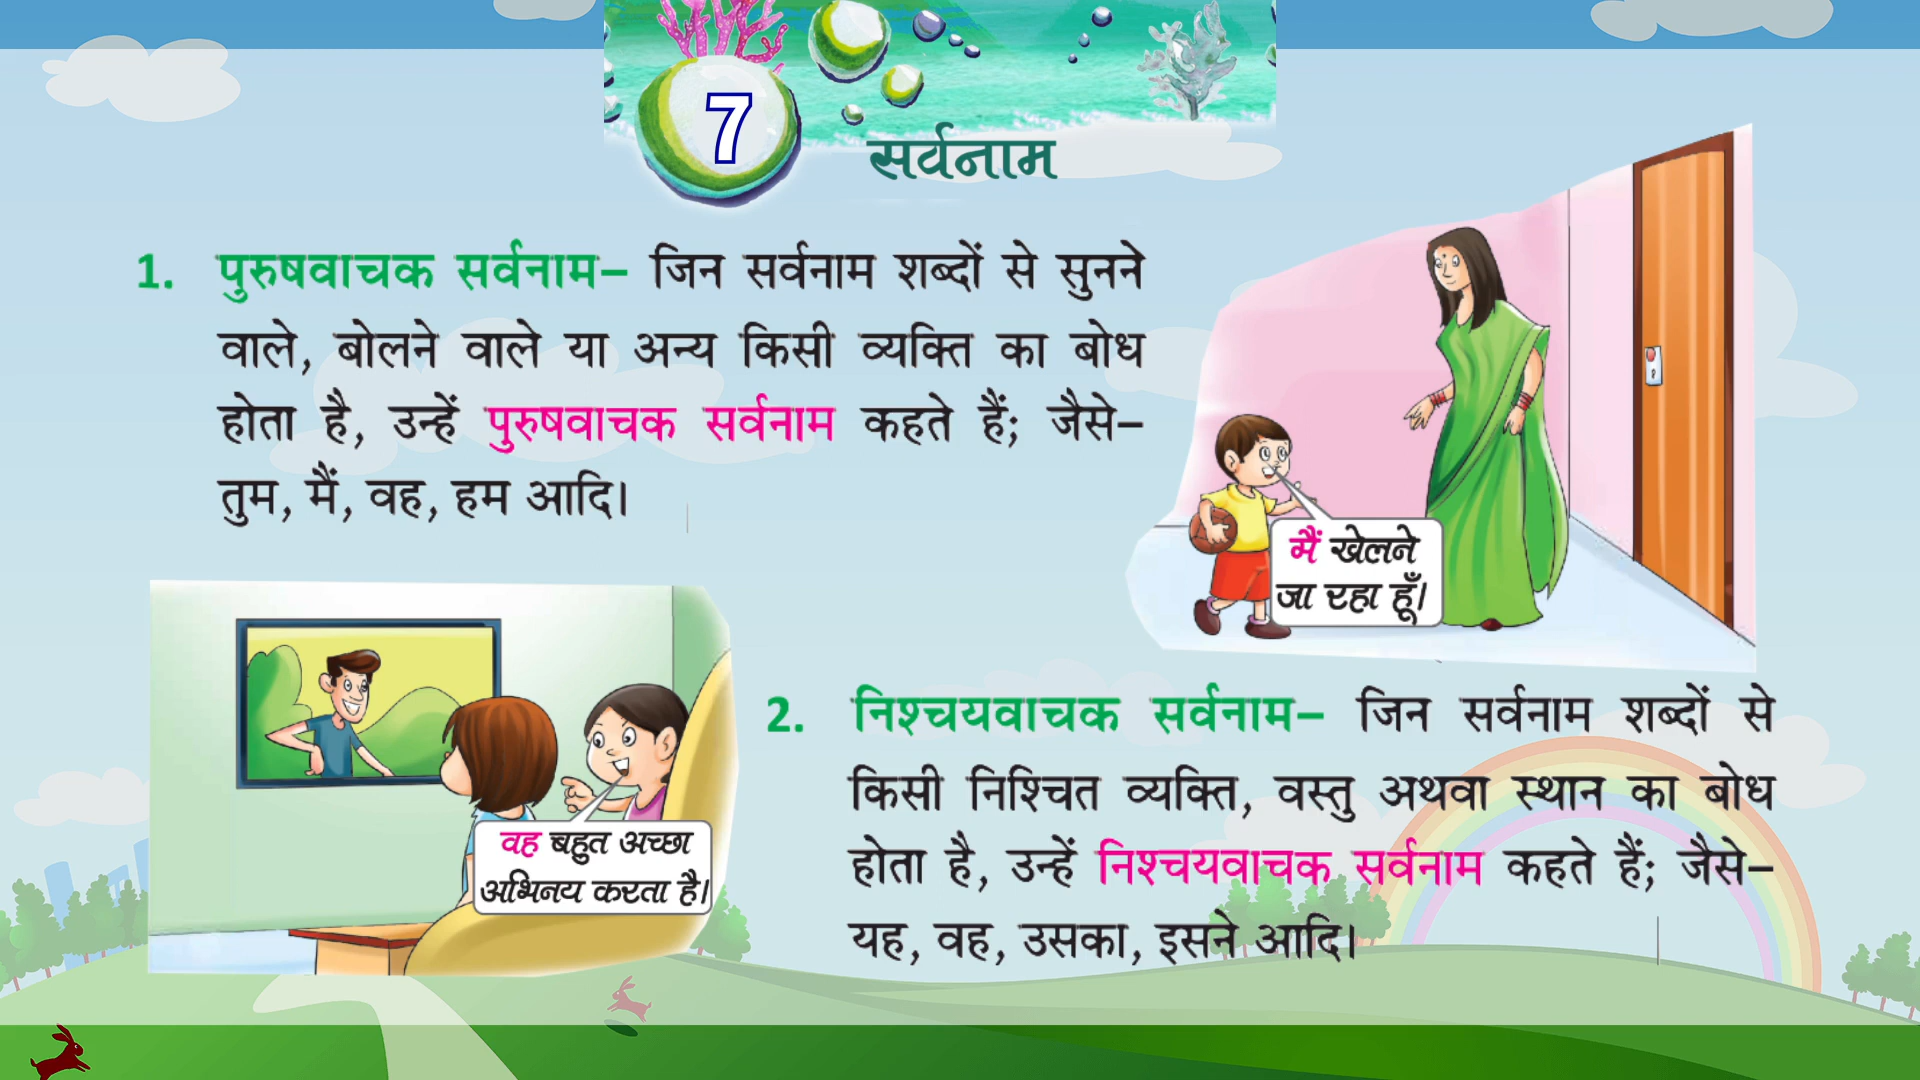 7
सर्वनाम
1. पुरुषवाचक सर्वनाम– जिन सर्वनाम शब्दों से सुनने
वाले, बोलने वाले या अन्य किसी व्यक्ति का बोध
होता है, उन्हें पुरुषवाचक सर्वनाम कहते हैं; जैसे–
तुम, मैं, वह, हम आदि।
मैं खेलने
जा रहा हूँ।
वह बहुत अच्छा
अभिनय करता है।
2. निश्चयवाचक सर्वनाम– जिन सर्वनाम शब्दों से
किसी निश्चित व्यक्ति, वस्तु अथवा स्थान का बोध
होता है, उन्हें निश्चयवाचक सर्वनाम कहते हैं; जैसे–
यह, वह, उसका, इसने आदि।